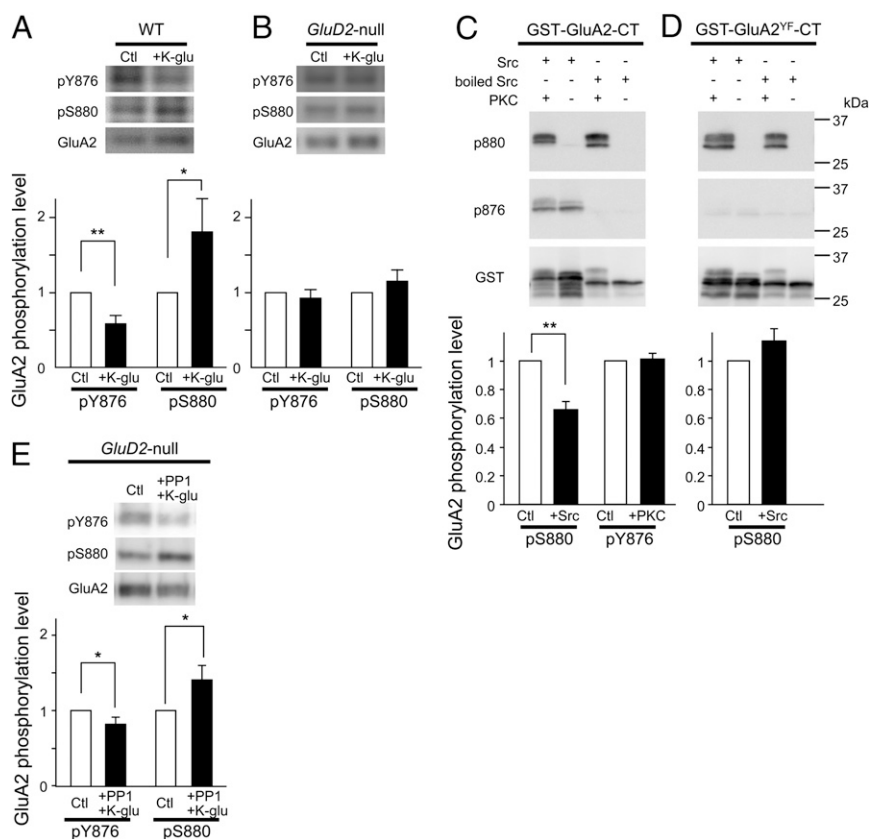 A
WT
Ctl +K-glu
pY876
pS880
GluA2
GluA2 phosphorylation level
2
1
0
**
*
Ctl +K-glu Ctl +K-glu
pY876 pS880
B
GluD2-null
Ctl +K-glu
pY876
pS880
GluA2
2
1
0
Ctl +K-glu Ctl +K-glu
pY876 pS880
C
GST-GluA2-CT
Src + + - -
boiled Src - - + +
PKC + - + -
p880
p876
GST
GluA2 phosphorylation level
1
0.8
0.6
0.4
0.2
0
**
Ctl +Src Ctl +PKC
pS880 pY876
D
GST-GluA2YF-CT
+ + - -
- - + +
+ - + -
kDa
37
25
37
25
37
25
1
0.8
0.6
0.4
0.2
0
Ctl +Src
pS880
E
GluD2-null
Ctl +PP1
+K-glu
pY876
pS880
GluA2
GluA2 phosphorylation level
2
1
0
*
*
Ctl +PP1 Ctl +PP1
+K-glu +K-glu
pY876 pS880